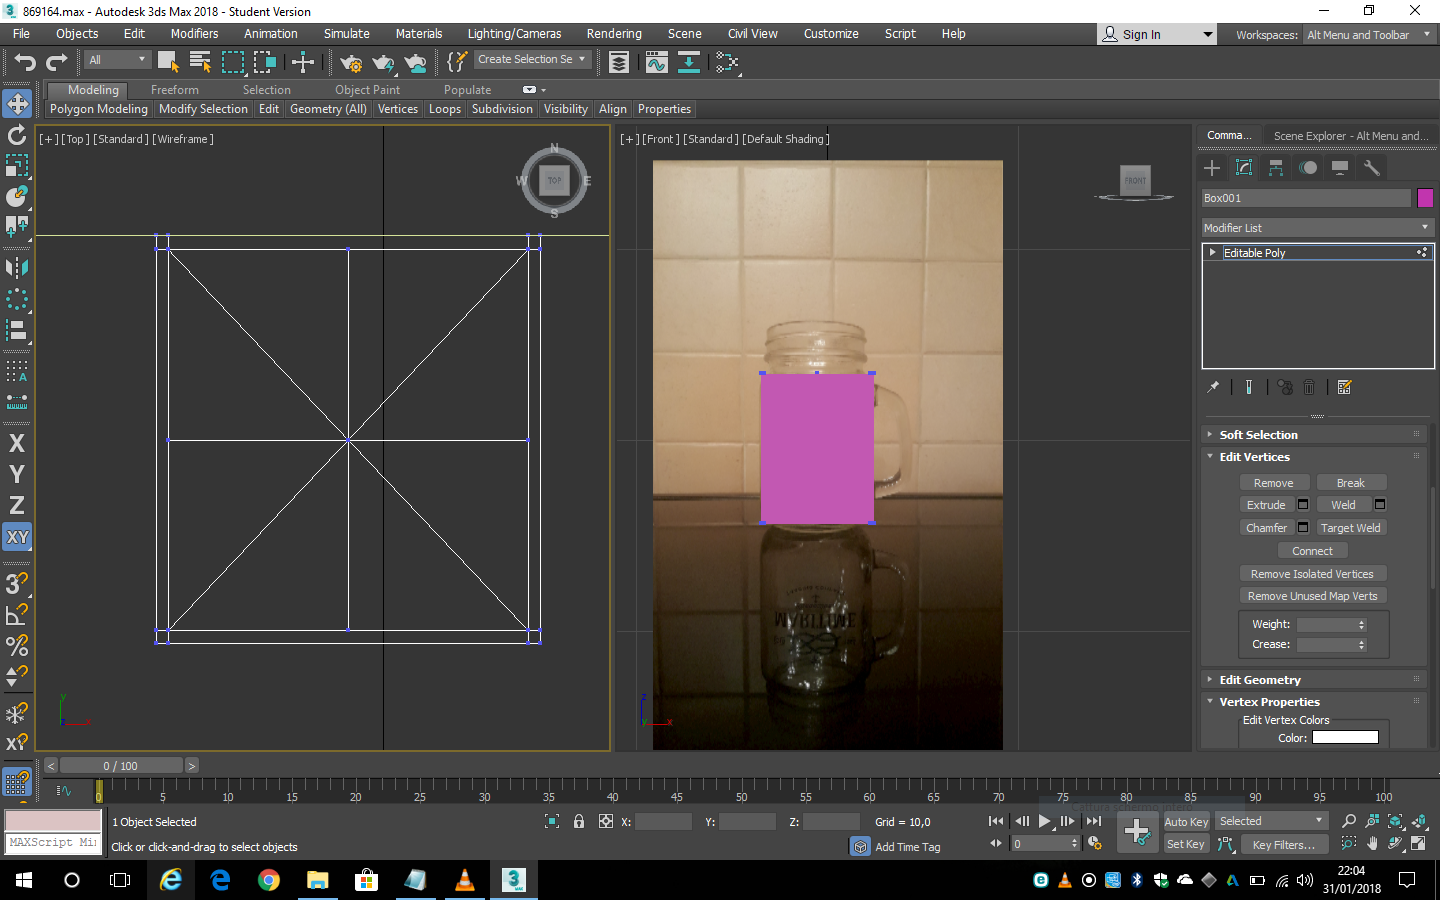 869164.max - Autodesk 3ds Max 2018 - Student Version
File Objects Edit Modifiers Animation Simulate Materials Lighting/Cameras Rendering Scene Civil View Customize Script Help
Sign In Workspaces: Alt Menu and Toolbar
All Create Selection Se
Modeling Freeform Selection Object Paint Populate
Polygon Modeling Modify Selection Edit Geometry (All) Vertices Loops Subdivision Visibility Align Properties
[+] [Top] [Standard] [Wireframe]
N
W TOP E
S
[+] [Front] [Standard] [Default Shading]
FRONT
MARITIME
Comma... Scene Explorer - Alt Menu and...
Box001
Modifier List
Editable Poly
Soft Selection
Edit Vertices
Remove Break
Extrude Weld
Chamfer Target Weld
Connect
Remove Isolated Vertices
Remove Unused Map Verts
Weight:
Crease:
Edit Geometry
Vertex Properties
Edit Vertex Colors
Color:
X
Y
Z
XY
3
%
XY
y
z x
z
y x
< 0 / 100 >
0 5 10 15 20 25 30 35 40 45 50 55 60 65 70 75 80 85 90 95 100
Cattura schermo intero
1 Object Selected X: Y: Z: Grid = 10,0
MAXScript Mi
Click or click-and-drag to select objects
Add Time Tag
0
Auto Key Selected
Set Key Key Filters...
22:04
31/01/2018